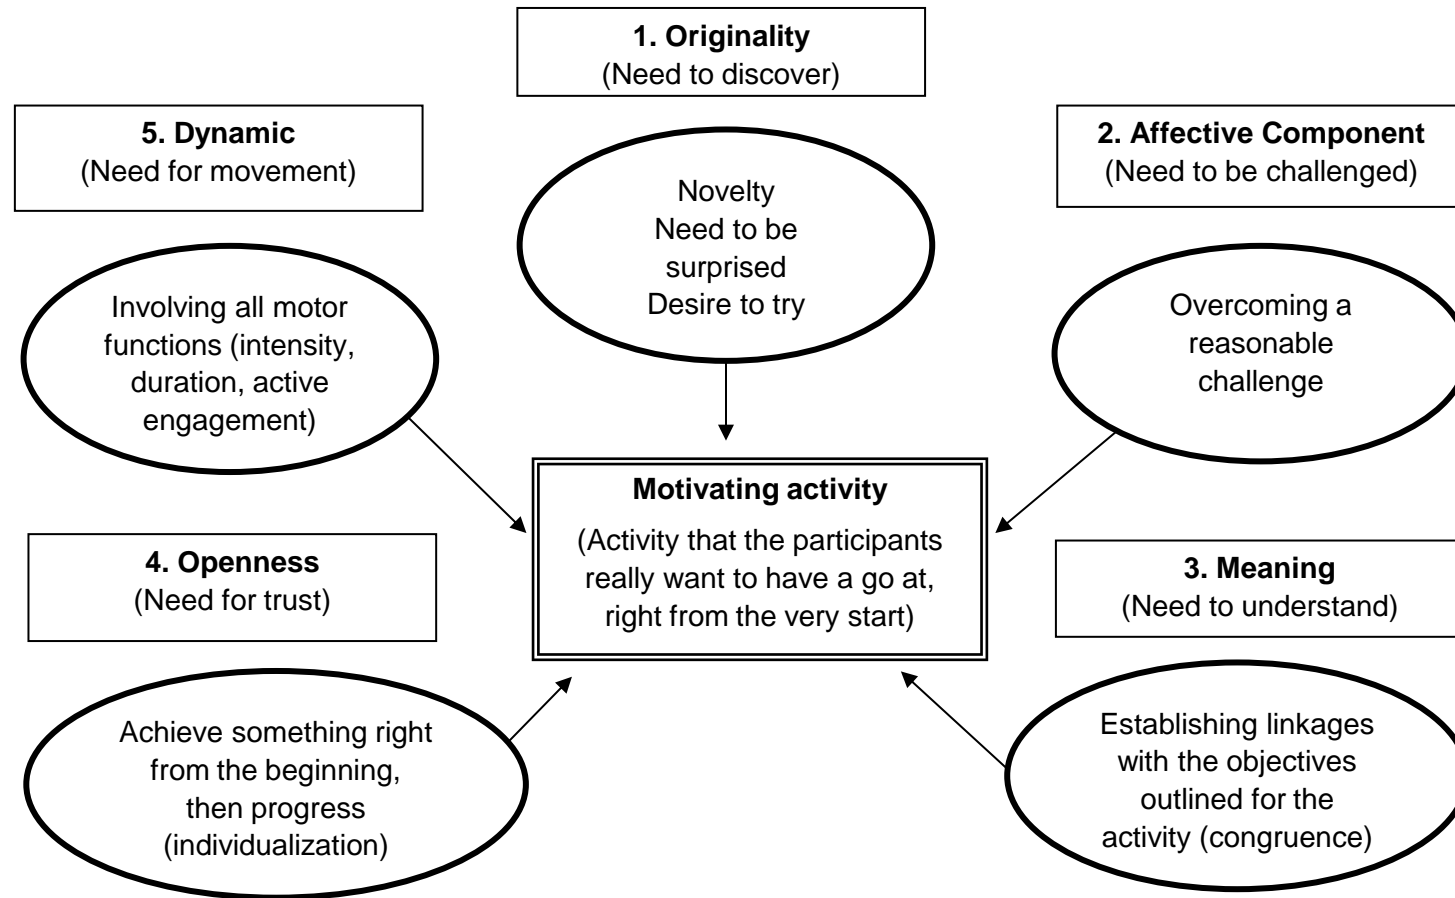 1. Originality
(Need to discover)
Novelty
Need to be
surprised
Desire to try
2. Affective Component
(Need to be challenged)
Overcoming a
reasonable
challenge
3. Meaning
(Need to understand)
Establishing linkages
with the objectives
outlined for the
activity (congruence)
4. Openness
(Need for trust)
Achieve something right
from the beginning,
then progress
(individualization)
5. Dynamic
(Need for movement)
Involving all motor
functions (intensity,
duration, active
engagement)
Motivating activity
(Activity that the participants
really want to have a go at,
right from the very start)